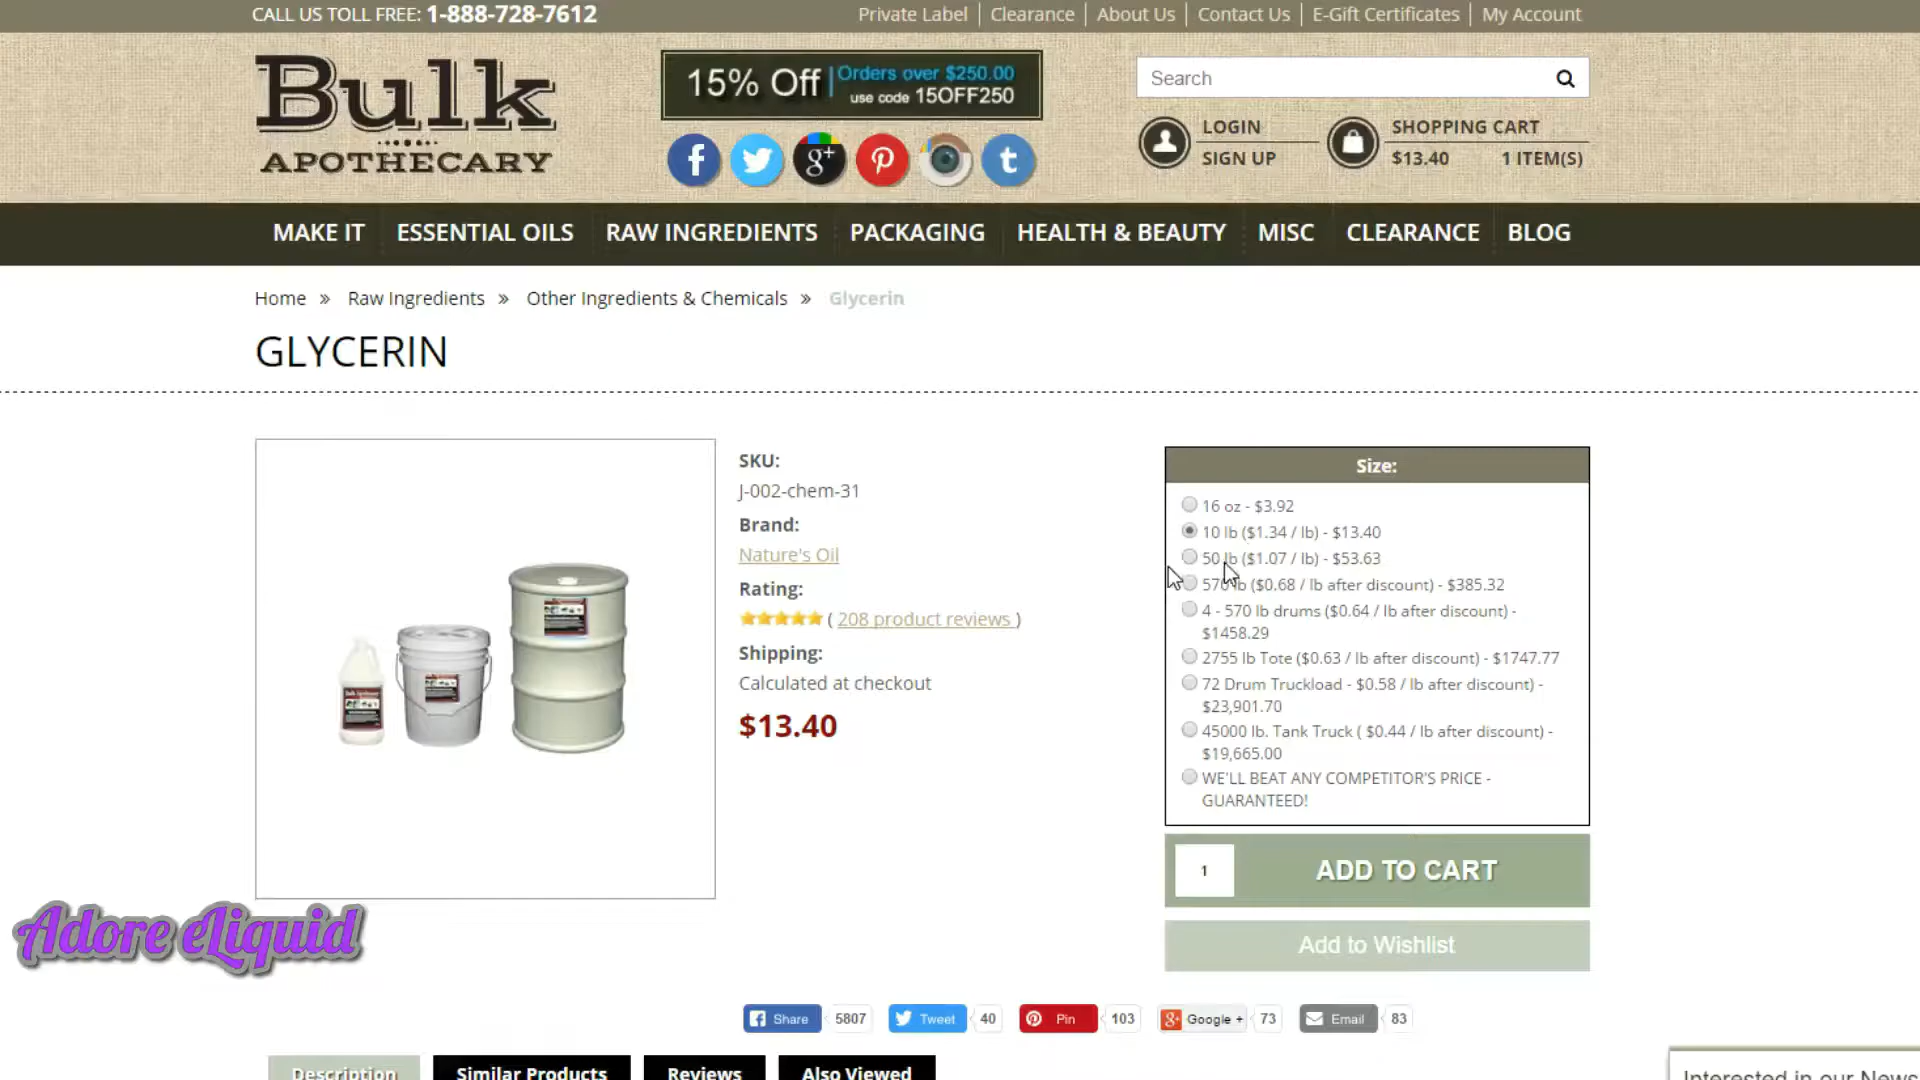 CALL US TOLL FREE: 1-888-728-7612
Private Label
Clearance
About Us
Contact Us
E-Gift Certificates
My Account
Bulk
APOTHECARY
15% Off
Orders over $250.00
use code 15OFF250
Search
LOGIN
SIGN UP
SHOPPING CART
$13.40 1 ITEM(S)
MAKE IT
ESSENTIAL OILS
RAW INGREDIENTS
PACKAGING
HEALTH & BEAUTY
MISC
CLEARANCE
BLOG
Home » Raw Ingredients » Other Ingredients & Chemicals » Glycerin
GLYCERIN
SKU:
J-002-chem-31
Brand:
Nature's Oil
Rating:
( 208 product reviews )
Shipping:
Calculated at checkout
$13.40
Size:
16 oz - $3.92
10 lb ($1.34 / lb) - $13.40
50 lb ($1.07 / lb) - $53.63
570 lb ($0.68 / lb after discount) - $385.32
4 - 570 lb drums ($0.64 / lb after discount) -
$1458.29
2755 lb Tote ($0.63 / lb after discount) - $1747.77
72 Drum Truckload - $0.58 / lb after discount) -
$23,901.70
45000 lb. Tank Truck ( $0.44 / lb after discount) -
$19,665.00
WE'LL BEAT ANY COMPETITOR'S PRICE -
GUARANTEED!
1
ADD TO CART
Add to Wishlist
Adore eLiquid
Share 5807
Tweet 40
Pin 103
Google + 73
Email 83
Description
Similar Products
Reviews
Also Viewed
Interested in our News